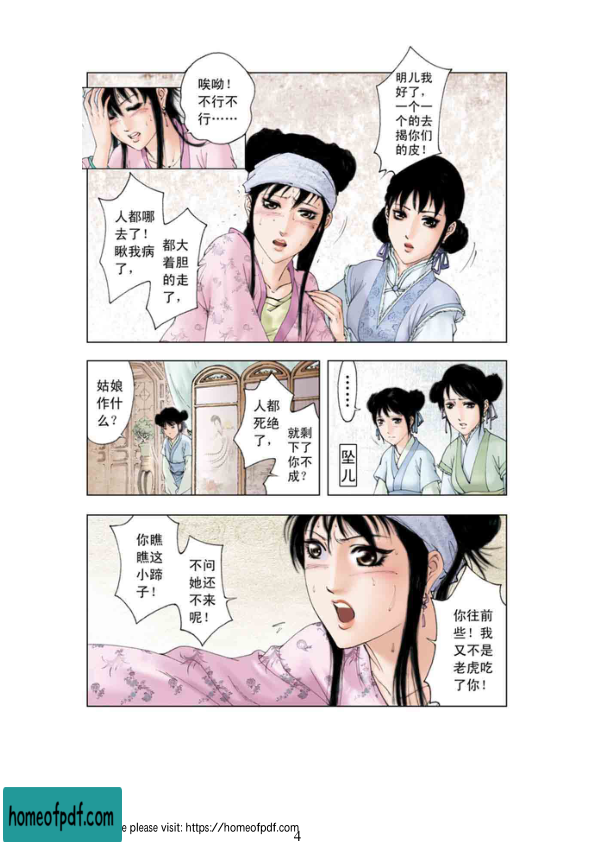 唉呦！
不行不
行……
明儿我
好了，
一个一
个的去
揭你们
的皮！
人都哪
去了！
瞅我病
了，
都大胆
着的走
了，
姑娘
作什
么？
人都
死绝
了，
就剩了
下你不
成？
……
坠儿
你瞧
瞧这
小蹄
子！
不问
她还
不来
呢！
你往前
些！我
又不是
老虎吃
了你！
homeofpdf.com
e please visit: https://homeofpdf.com
4